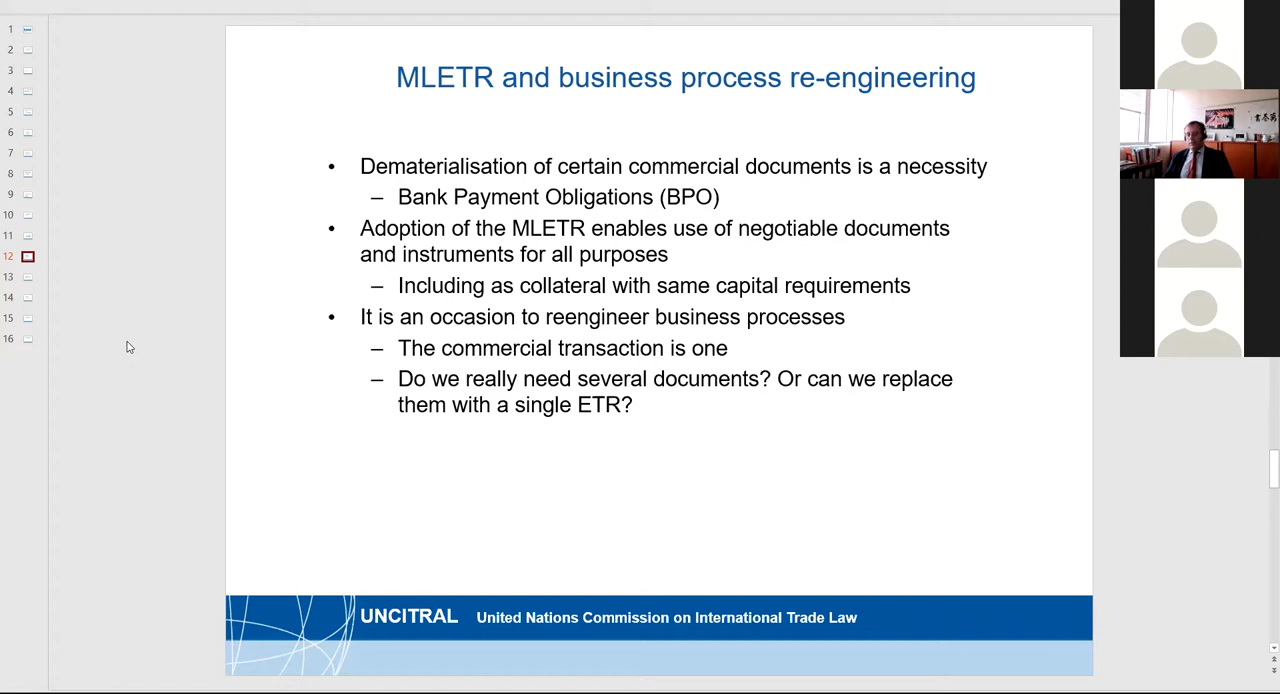 MLETR and business process re-engineering
• Dematerialisation of certain commercial documents is a necessity
– Bank Payment Obligations (BPO)
• Adoption of the MLETR enables use of negotiable documents
and instruments for all purposes
– Including as collateral with same capital requirements
• It is an occasion to reengineer business processes
– The commercial transaction is one
– Do we really need several documents? Or can we replace
them with a single ETR?
UNCITRAL United Nations Commission on International Trade Law
1
2
3
4
5
6
7
8
9
10
11
12
13
14
15
16